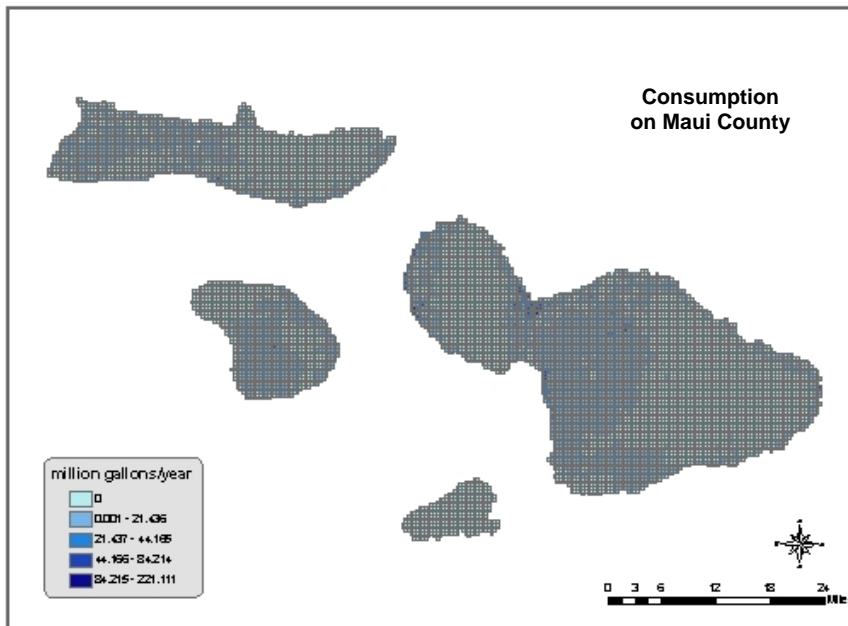 Consumption
on Maui County
million gallons/year
0
0.001 - 21.436
21.437 - 44.165
44.166 - 84.214
84.215 - 221.111
0 3 6 12 18 24
Miles